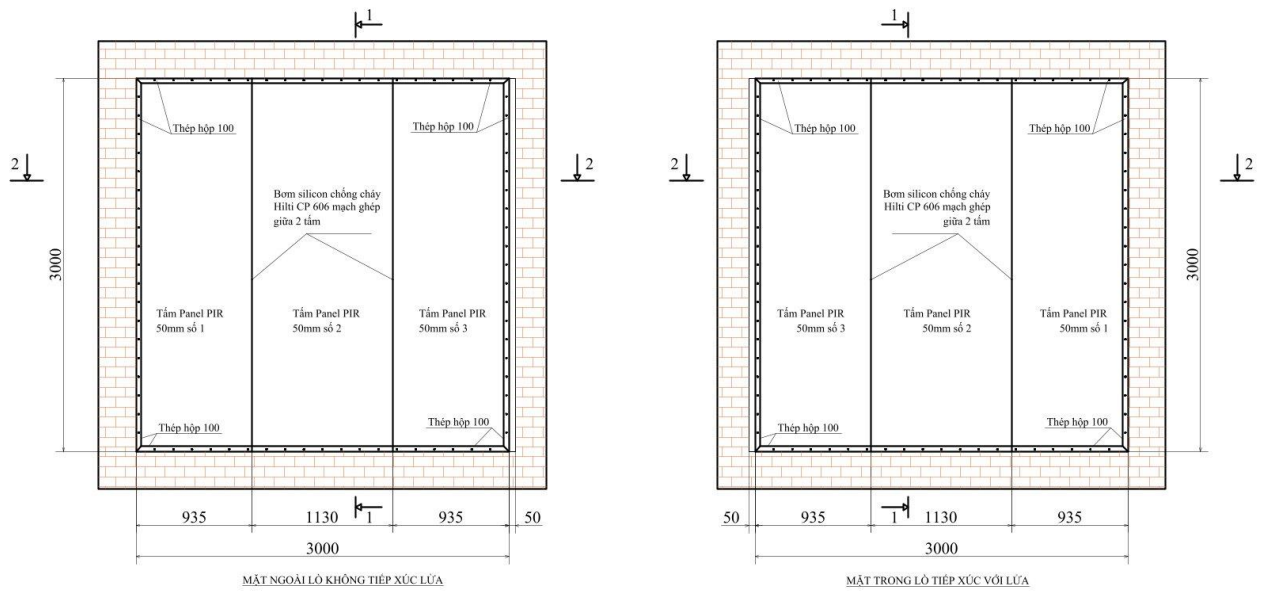 1
Thép hộp 100
Thép hộp 100
2
2
Bơm silicon chống cháy
Hilti CP 606 mạch ghép
giữa 2 tấm
3000
Tấm Panel PIR
50mm số 1
Tấm Panel PIR
50mm số 2
Tấm Panel PIR
50mm số 3
Thép hộp 100
Thép hộp 100
1
935
1130
935
50
3000
MẶT NGOÀI LÒ KHÔNG TIẾP XÚC LỬA
1
Thép hộp 100
Thép hộp 100
2
2
Bơm silicon chống cháy
Hilti CP 606 mạch ghép
giữa 2 tấm
3000
Tấm Panel PIR
50mm số 3
Tấm Panel PIR
50mm số 2
Tấm Panel PIR
50mm số 1
Thép hộp 100
Thép hộp 100
1
50
935
1130
935
3000
MẶT TRONG LÒ TIẾP XÚC VỚI LỬA